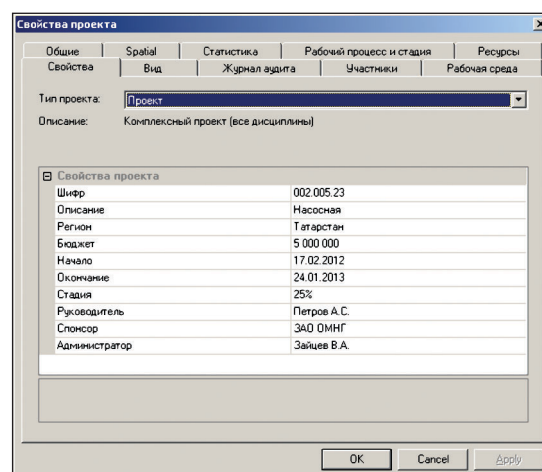 Свойства проекта
Общие Spatial Статистика Рабочий процесс и стадия Ресурсы
Свойства Вид Журнал аудита Участники Рабочая среда
Тип проекта: Проект
Описание: Комплексный проект (все дисциплины)
Свойства проекта
Шифр 002.005.23
Описание Насосная
Регион Татарстан
Бюджет 5 000 000
Начало 17.02.2012
Окончание 24.01.2013
Стадия 25%
Руководитель Петров А.С.
Спонсор ЗАО ОМНГ
Администратор Зайцев В.А.
OK Cancel Apply